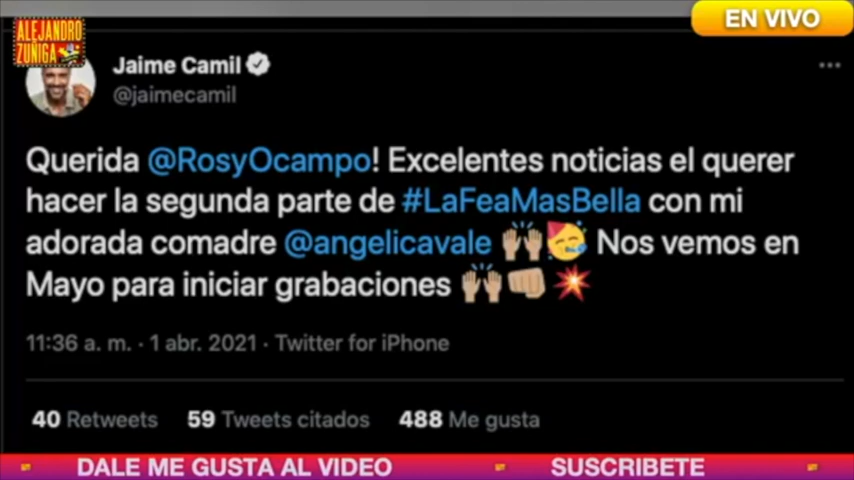 ALEJANDRO
ZÚÑIGA
EN VIVO
Jaime Camil
@jaimecamil
Querida @RosyOcampo! Excelentes noticias el querer
hacer la segunda parte de #LaFeaMasBella con mi
adorada comadre @angelicavale 🙌🏼🥳 Nos vemos en
Mayo para iniciar grabaciones 🙌🏼👊🏼💥
11:36 a. m. · 1 abr. 2021 · Twitter for iPhone
40 Retweets 59 Tweets citados 488 Me gusta
DALE ME GUSTA AL VIDEO SUSCRIBETE